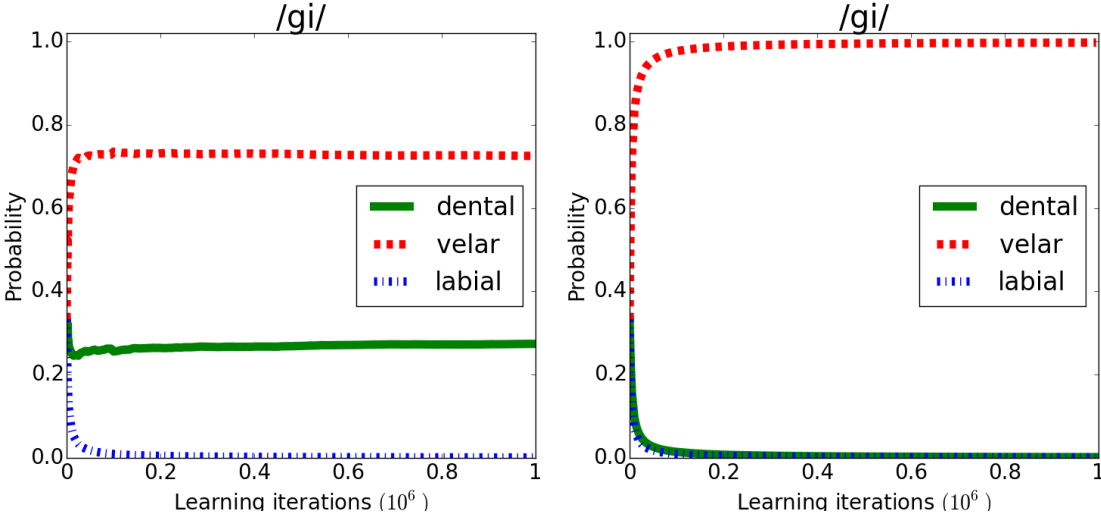 /gi/
1.0
0.8
0.6
0.4
0.2
0.0
Probability
dental
velar
labial
0 0.2 0.4 0.6 0.8 1
Learning iterations (10⁶ )
/gi/
1.0
0.8
0.6
0.4
0.2
0.0
Probability
dental
velar
labial
0 0.2 0.4 0.6 0.8 1
Learning iterations (10⁶ )